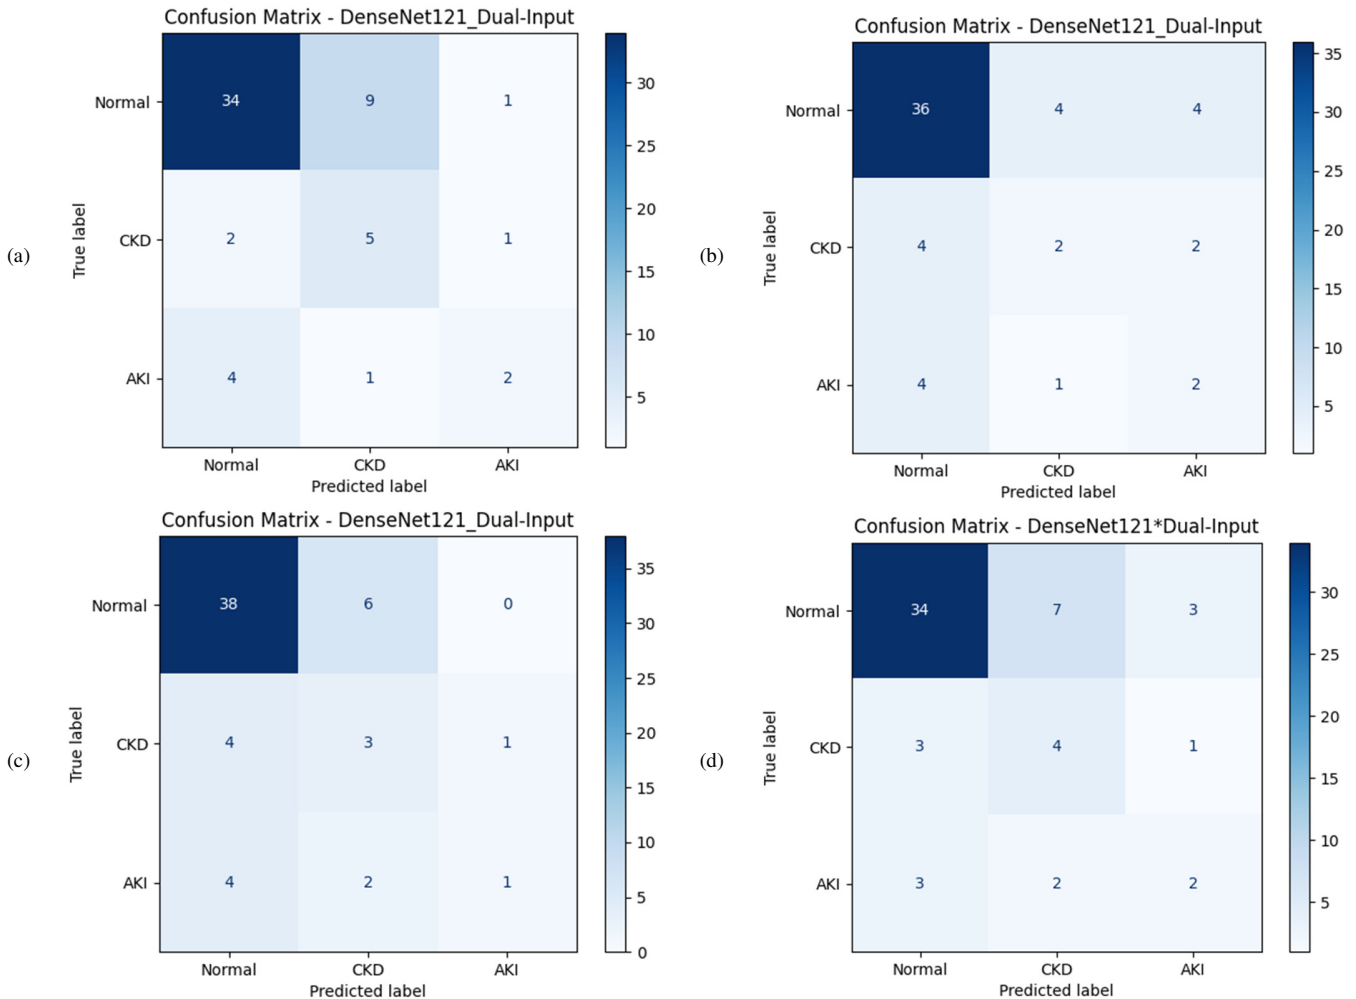 (a)
Confusion Matrix - DenseNet121_Dual-Input
True label
Normal 34 9 1
CKD 2 5 1
AKI 4 1 2
Normal CKD AKI
Predicted label
30
25
20
15
10
5
(b)
Confusion Matrix - DenseNet121_Dual-Input
True label
Normal 36 4 4
CKD 4 2 2
AKI 4 1 2
Normal CKD AKI
Predicted label
35
30
25
20
15
10
5
(c)
Confusion Matrix - DenseNet121_Dual-Input
True label
Normal 38 6 0
CKD 4 3 1
AKI 4 2 1
Normal CKD AKI
Predicted label
35
30
25
20
15
10
5
0
(d)
Confusion Matrix - DenseNet121*Dual-Input
True label
Normal 34 7 3
CKD 3 4 1
AKI 3 2 2
Normal CKD AKI
Predicted label
30
25
20
15
10
5